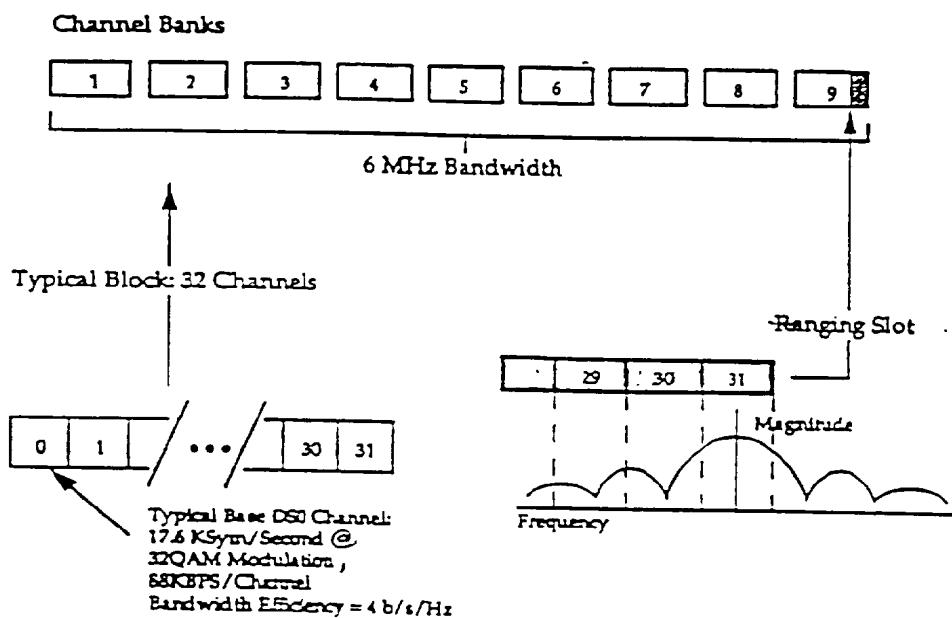 Channel Banks
1 2 3 4 5 6 7 8 9
6 MHz Bandwidth
Typical Block: 32 Channels
Ranging Slot
29 30 31
Magnitude
0 1 ••• 30 31
Frequency
Typical Base DS0 Channel:
17.6 KSym/Second @
32QAM Modulation,
88KBPS/Channel
Bandwidth Efficiency = 4 b/s/Hz